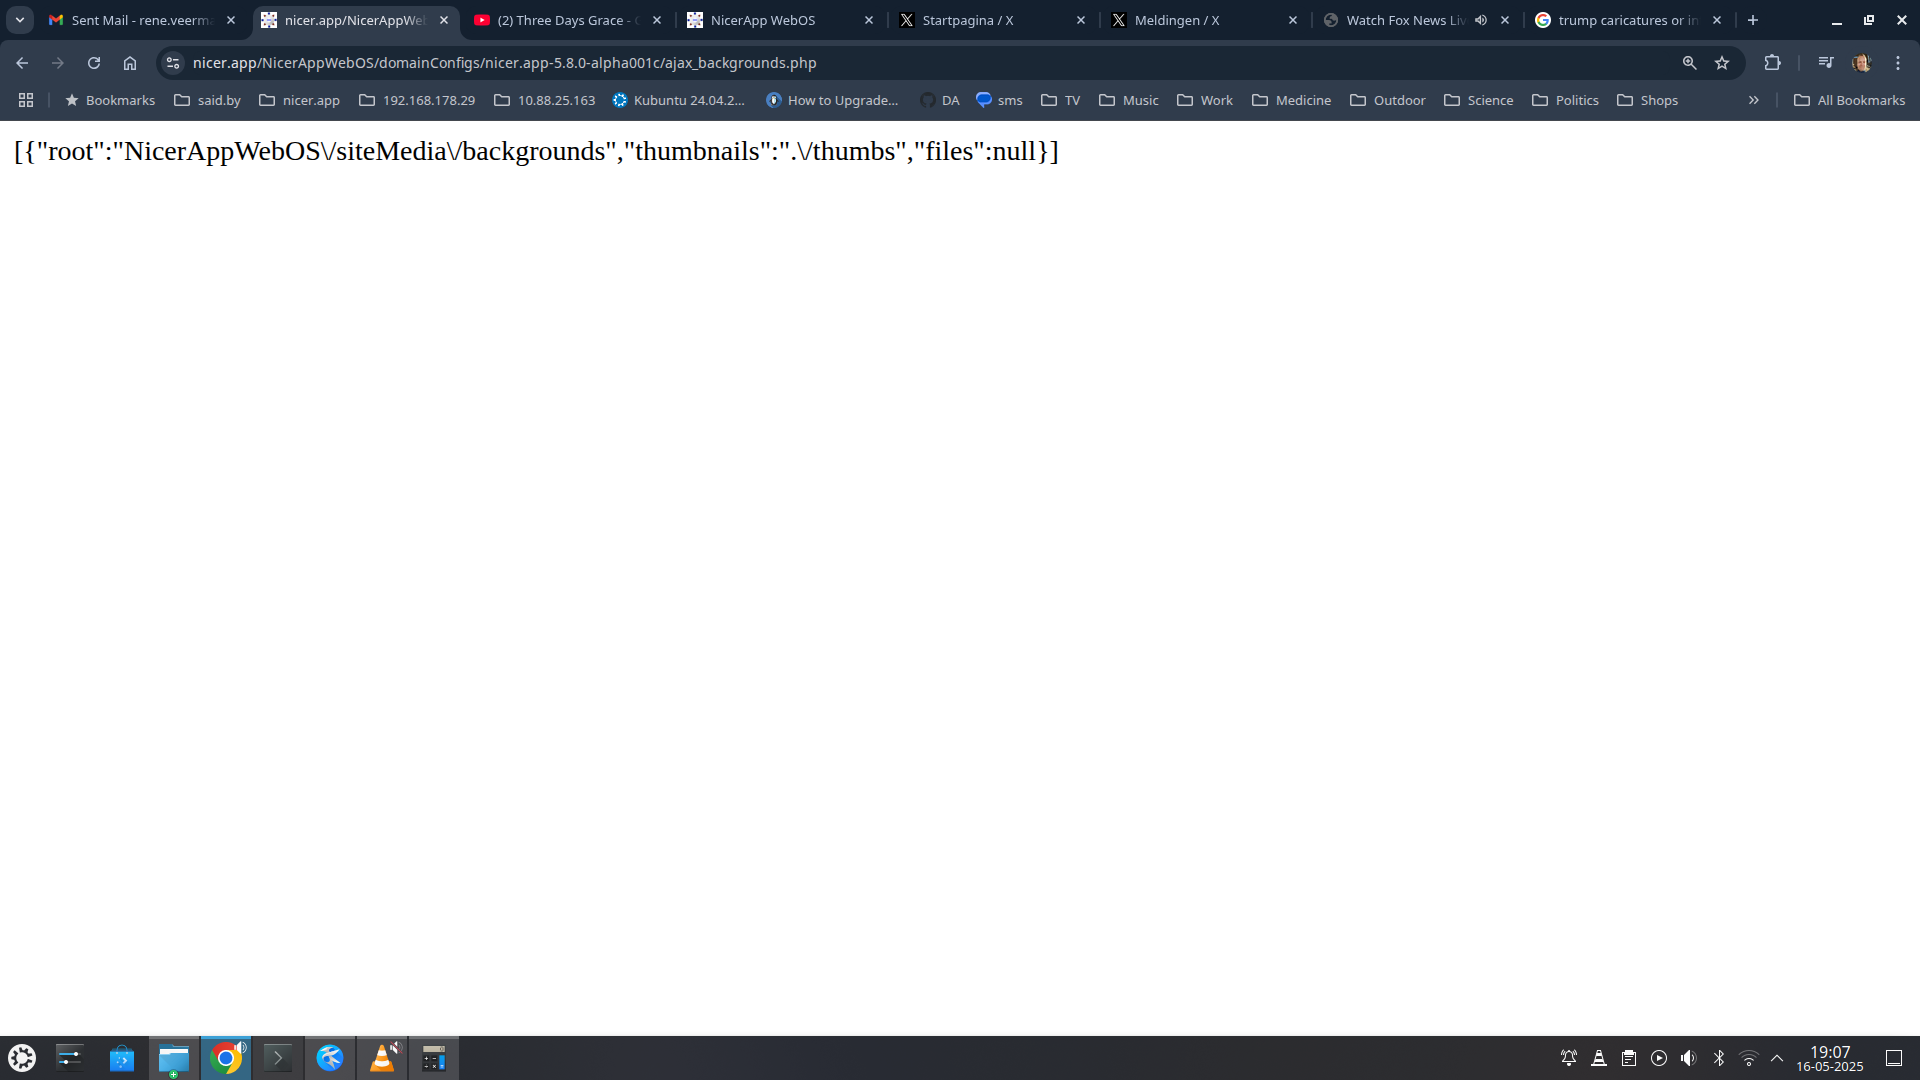 Sent Mail - rene.veerma
nicer.app/NicerAppWeb
(2) Three Days Grace -
NicerApp WebOS
Startpagina / X
Meldingen / X
Watch Fox News Liv
trump caricatures or in
nicer.app/NicerAppWebOS/domainConfigs/nicer.app-5.8.0-alpha001c/ajax_backgrounds.php
Bookmarks
said.by
nicer.app
192.168.178.29
10.88.25.163
Kubuntu 24.04.2...
How to Upgrade...
DA
sms
TV
Music
Work
Medicine
Outdoor
Science
Politics
Shops
All Bookmarks
[{"root":"NicerAppWebOS\/siteMedia\/backgrounds","thumbnails":".\/thumbs","files":null}]
19:07
16-05-2025